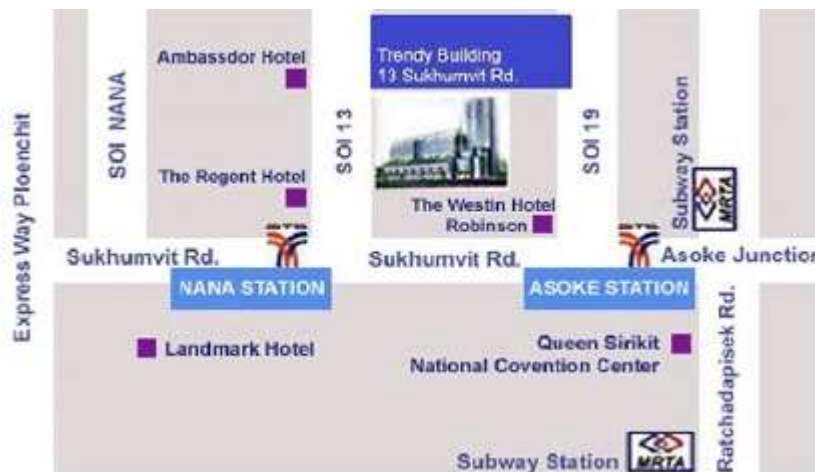 Ambassdor Hotel
Trendy Building
13 Sukhumvit Rd.
SOI NANA
SOI 13
SOI 19
Subway Station
MRTA
The Regent Hotel
The Westin Hotel
Robinson
Express Way Ploenchit
BTS
BTS
Sukhumvit Rd.
Sukhumvit Rd.
Asoke Junction
NANA STATION
ASOKE STATION
Landmark Hotel
Queen Sirikit
National Covention Center
Ratchadapisek Rd.
Subway Station
MRTA